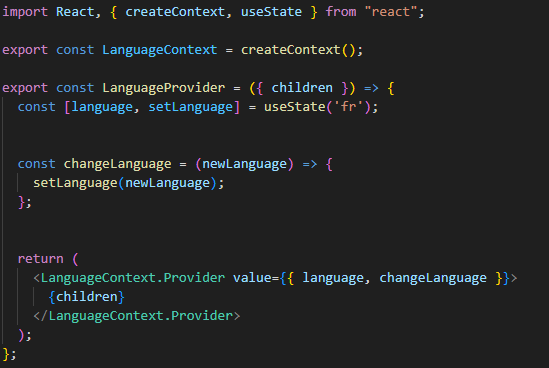 import React, { createContext, useState } from "react";
export const LanguageContext = createContext();
export const LanguageProvider = ({ children }) => {
const [language, setLanguage] = useState('fr');
const changeLanguage = (newLanguage) => {
setLanguage(newLanguage);
};
return (
<LanguageContext.Provider value={{ language, changeLanguage }}>
{children}
</LanguageContext.Provider>
);
};